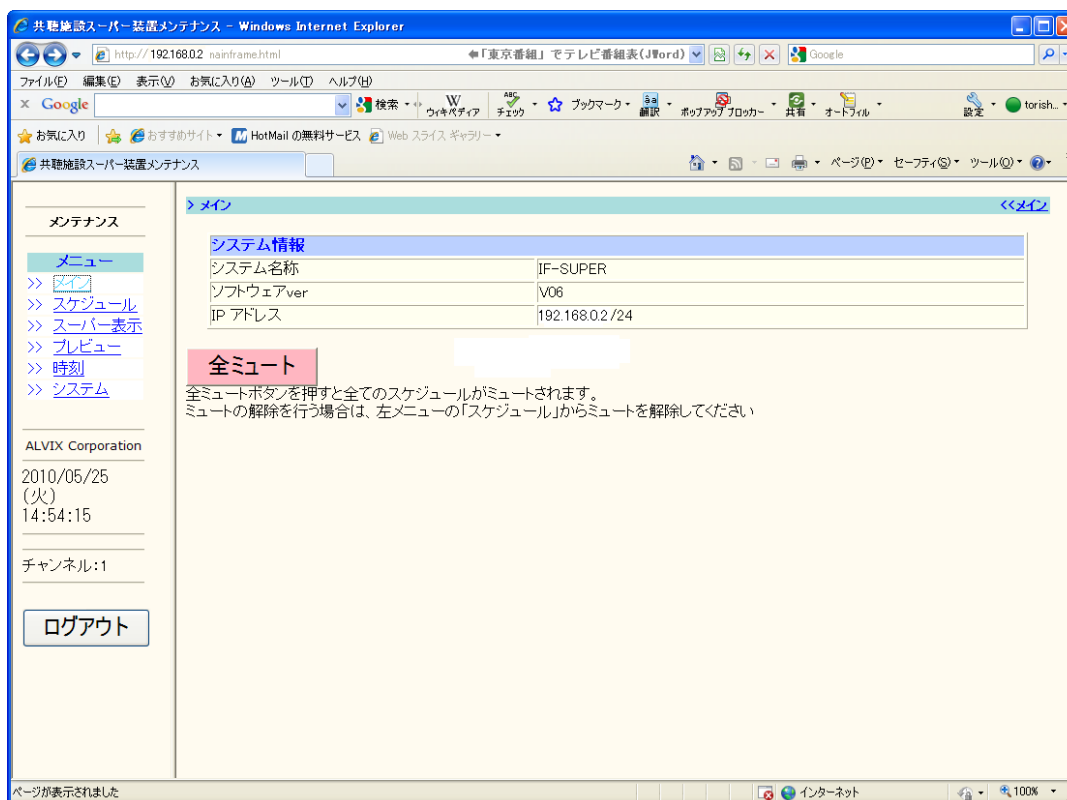 共聴施設スーパー装置メンテナンス - Windows Internet Explorer
http://192.168.0.2 nainframe.html
「東京番組」でテレビ番組表(JWord)
Google
ファイル(F) 編集(E) 表示(V) お気に入り(A) ツール(T) ヘルプ(H)
x Google 検索 W ウィキペディア ABC チェック ブックマーク åa 翻訳 ポップアップブロッカー 共有 オートフィル 設定 torish...
お気に入り おすすめサイト HotMail の無料サービス Web スライス ギャラリー
共聴施設スーパー装置メンテナンス ページ(P) セーフティ(S) ツール(O)
メンテナンス
メニュー
>> メイン
>> スケジュール
>> スーパー表示
>> プレビュー
>> 時刻
>> システム
ALVIX Corporation
2010/05/25
(火)
14:54:15
チャンネル:1
ログアウト
> メイン <<メイン
システム情報
システム名称 IF-SUPER
ソフトウェアver V06
IP アドレス 192.168.0.2 /24
全ミュート
全ミュートボタンを押すと全てのスケジュールがミュートされます。
ミュートの解除を行う場合は、左メニューの「スケジュール」からミュートを解除してください
ページが表示されました インターネット 100%